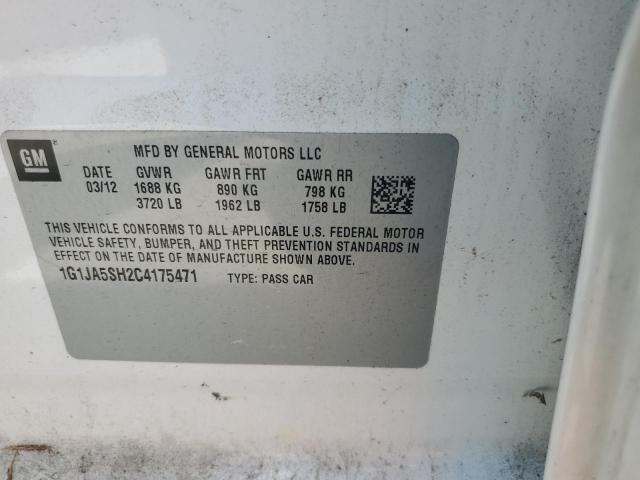 GM
MFD BY GENERAL MOTORS LLC
DATE GVWR GAWR FRT GAWR RR
03/12 1688 KG 890 KG 798 KG
3720 LB 1962 LB 1758 LB
THIS VEHICLE CONFORMS TO ALL APPLICABLE U.S. FEDERAL MOTOR
VEHICLE SAFETY, BUMPER, AND THEFT PREVENTION STANDARDS IN
EFFECT ON THE DATE OF MANUFACTURE SHOWN ABOVE.
1G1JA5SH2C4175471 TYPE: PASS CAR